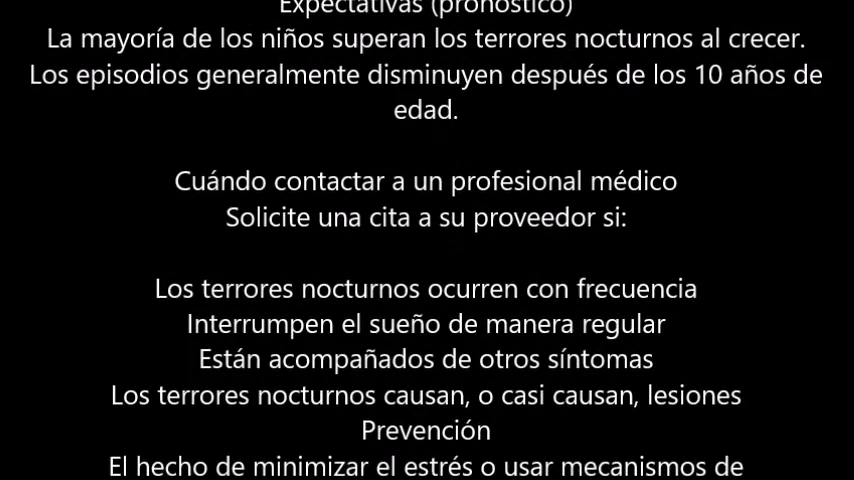 Expectativas (pronóstico)
La mayoría de los niños superan los terrores nocturnos al crecer.
Los episodios generalmente disminuyen después de los 10 años de
edad.
Cuándo contactar a un profesional médico
Solicite una cita a su proveedor si:
Los terrores nocturnos ocurren con frecuencia
Interrumpen el sueño de manera regular
Están acompañados de otros síntomas
Los terrores nocturnos causan, o casi causan, lesiones
Prevención
El hecho de minimizar el estrés o usar mecanismos de